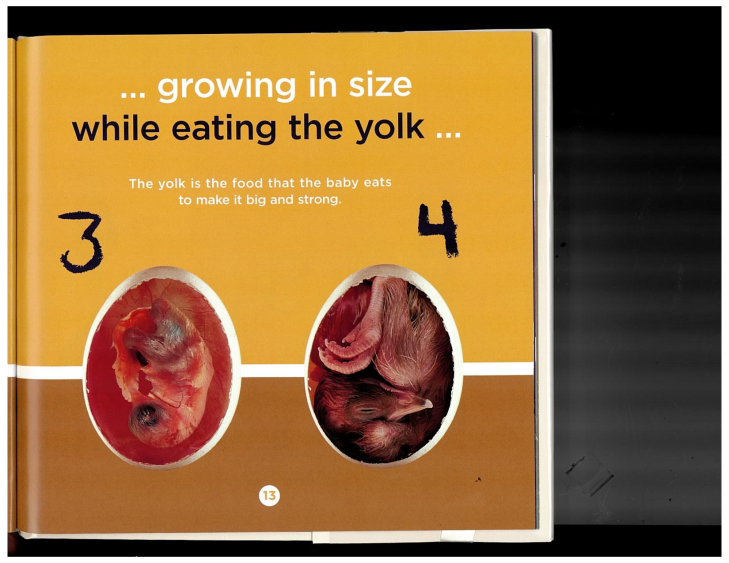 ... growing in size
while eating the yolk ...
The yolk is the food that the baby eats
to make it big and strong.
3
4
13